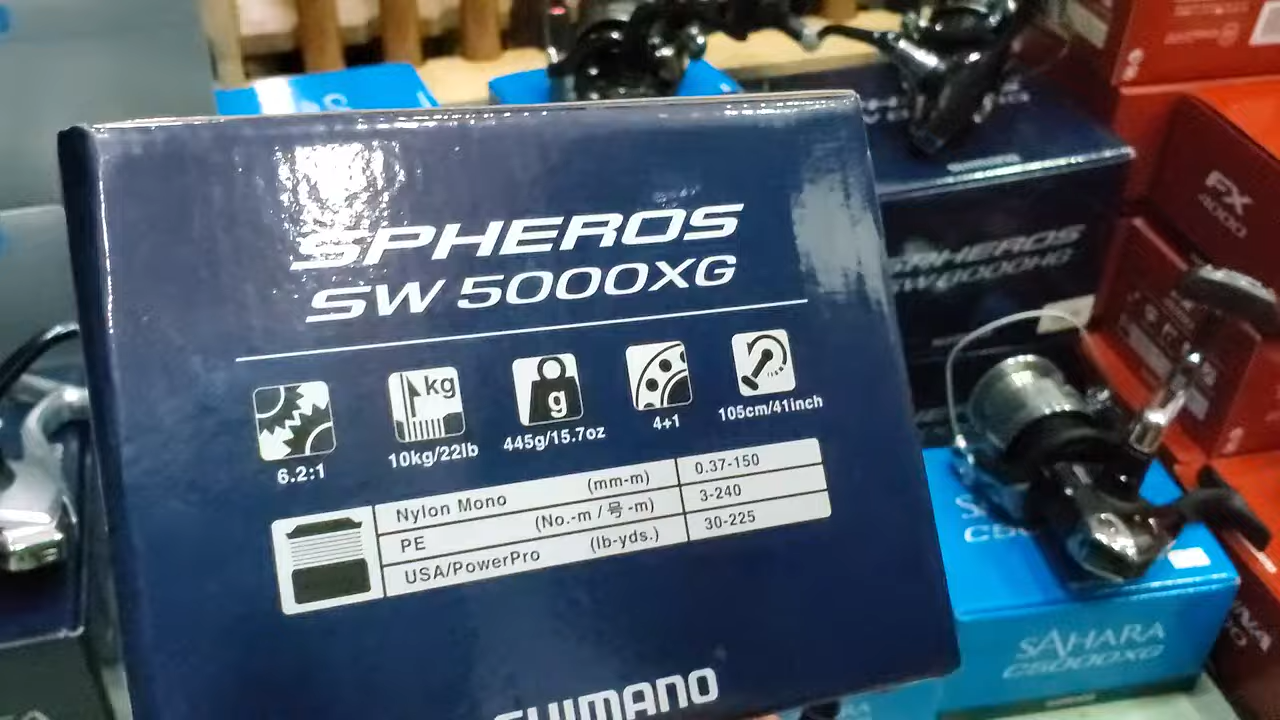 SPHEROS
SW 5000XG
kg
g
6.2:1
10kg/22lb
445g/15.7oz
4+1
105cm/41inch
Nylon Mono (mm-m) 0.37-150
PE (No.-m / 号-m) 3-240
USA/PowerPro (lb-yds.) 30-225
SHIMANO
FX
4000
SPHEROS
SAHARA
C5000XG